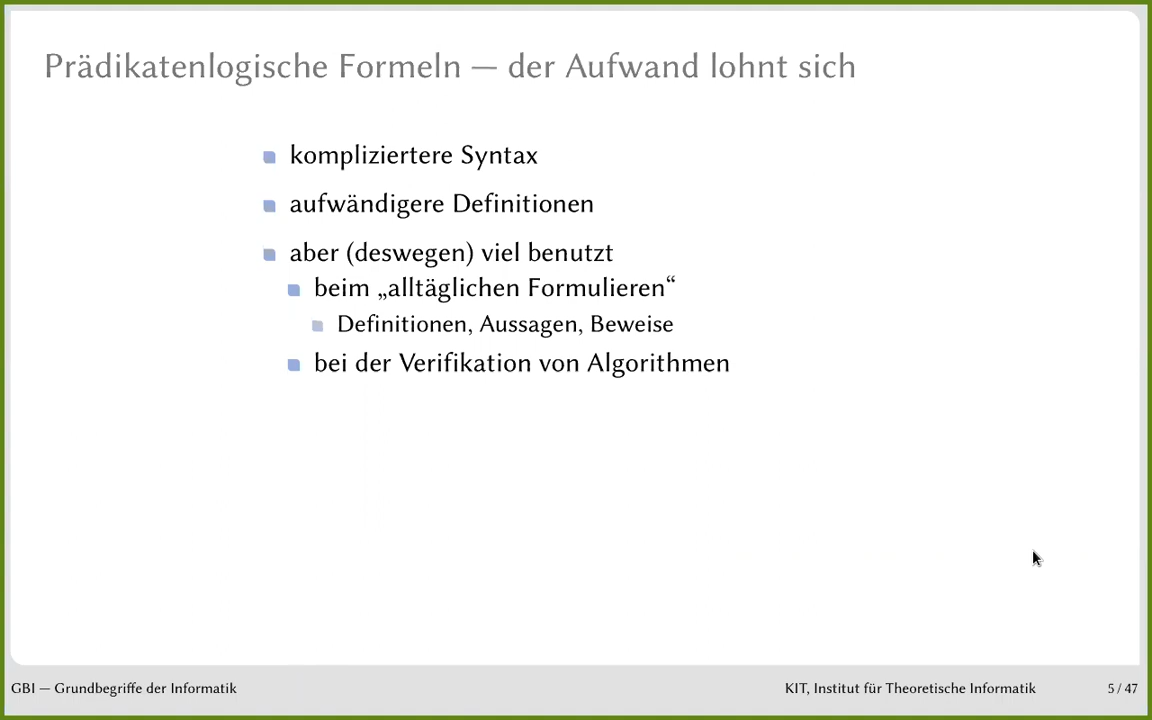 Prädikatenlogische Formeln — der Aufwand lohnt sich
kompliziertere Syntax
aufwändigere Definitionen
aber (deswegen) viel benutzt
beim „alltäglichen Formulieren“
Definitionen, Aussagen, Beweise
bei der Verifikation von Algorithmen
GBI — Grundbegriffe der Informatik
KIT, Institut für Theoretische Informatik
5 / 47